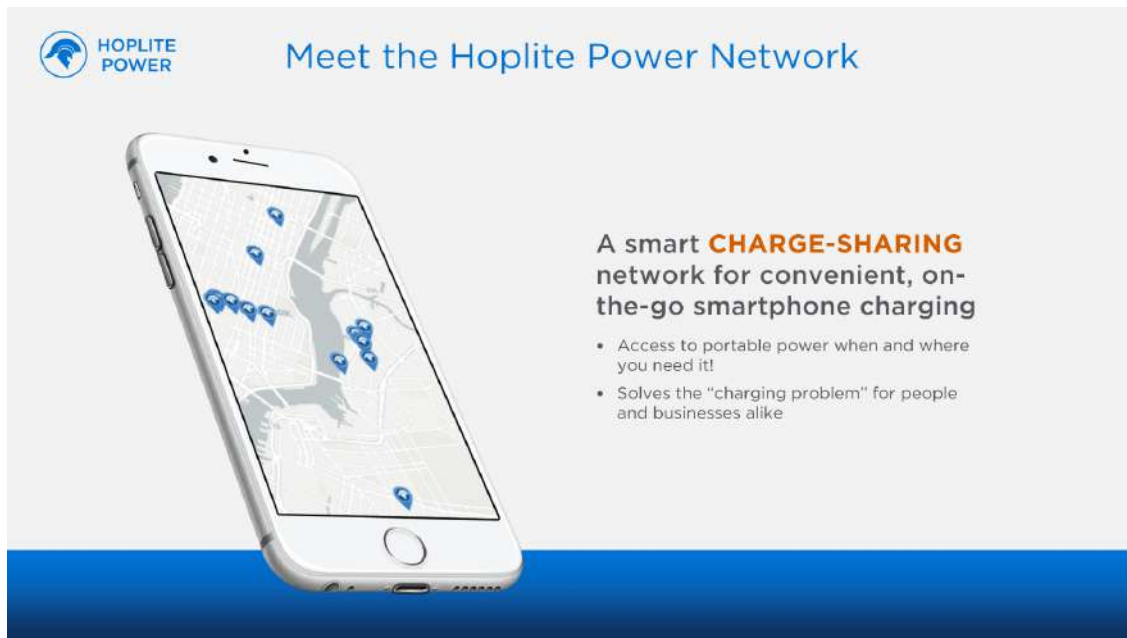 HOPLITE
POWER
Meet the Hoplite Power Network
A smart CHARGE-SHARING
network for convenient, on-
the-go smartphone charging
• Access to portable power when and where
you need it!
• Solves the “charging problem” for people
and businesses alike